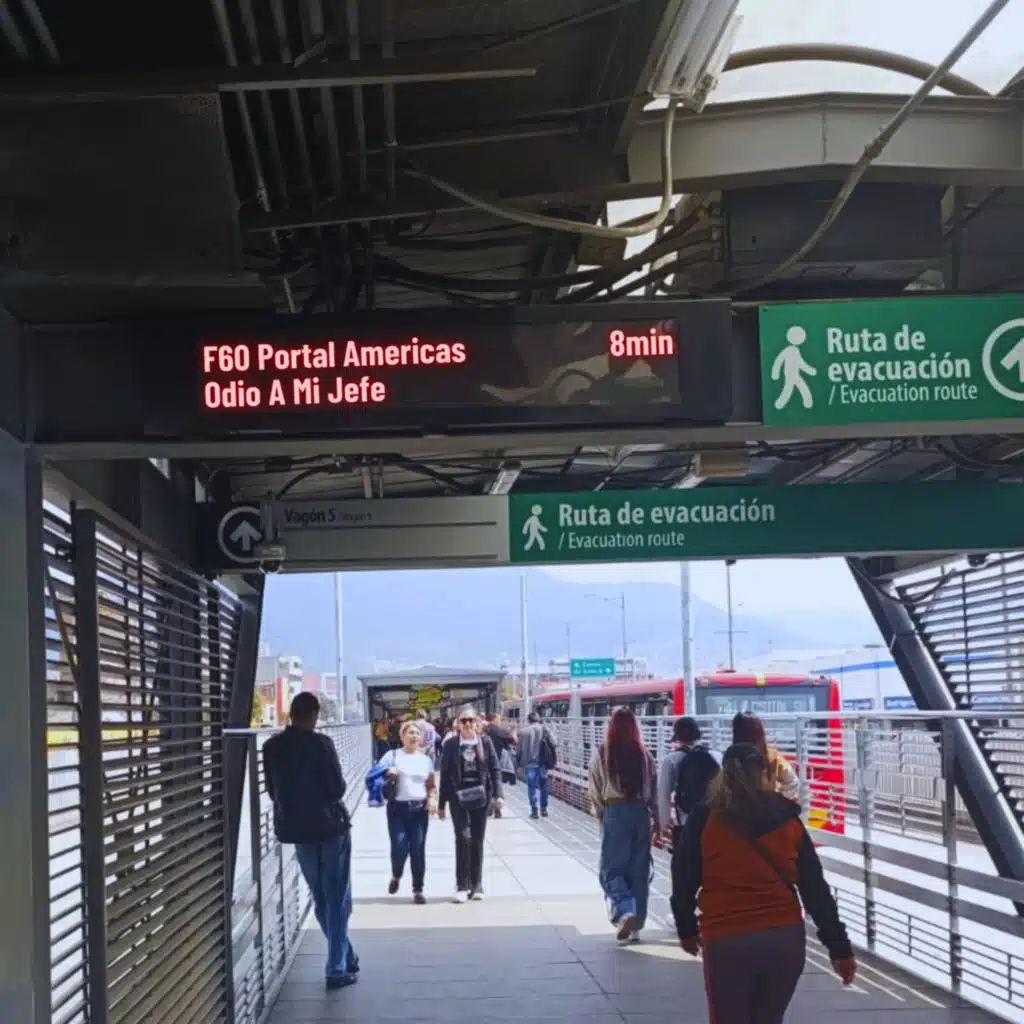 F60 Portal Americas 8min
Odio A Mi Jefe
Ruta de
evacuación
/ Evacuation route
Vagón 5
Ruta de evacuación
/ Evacuation route